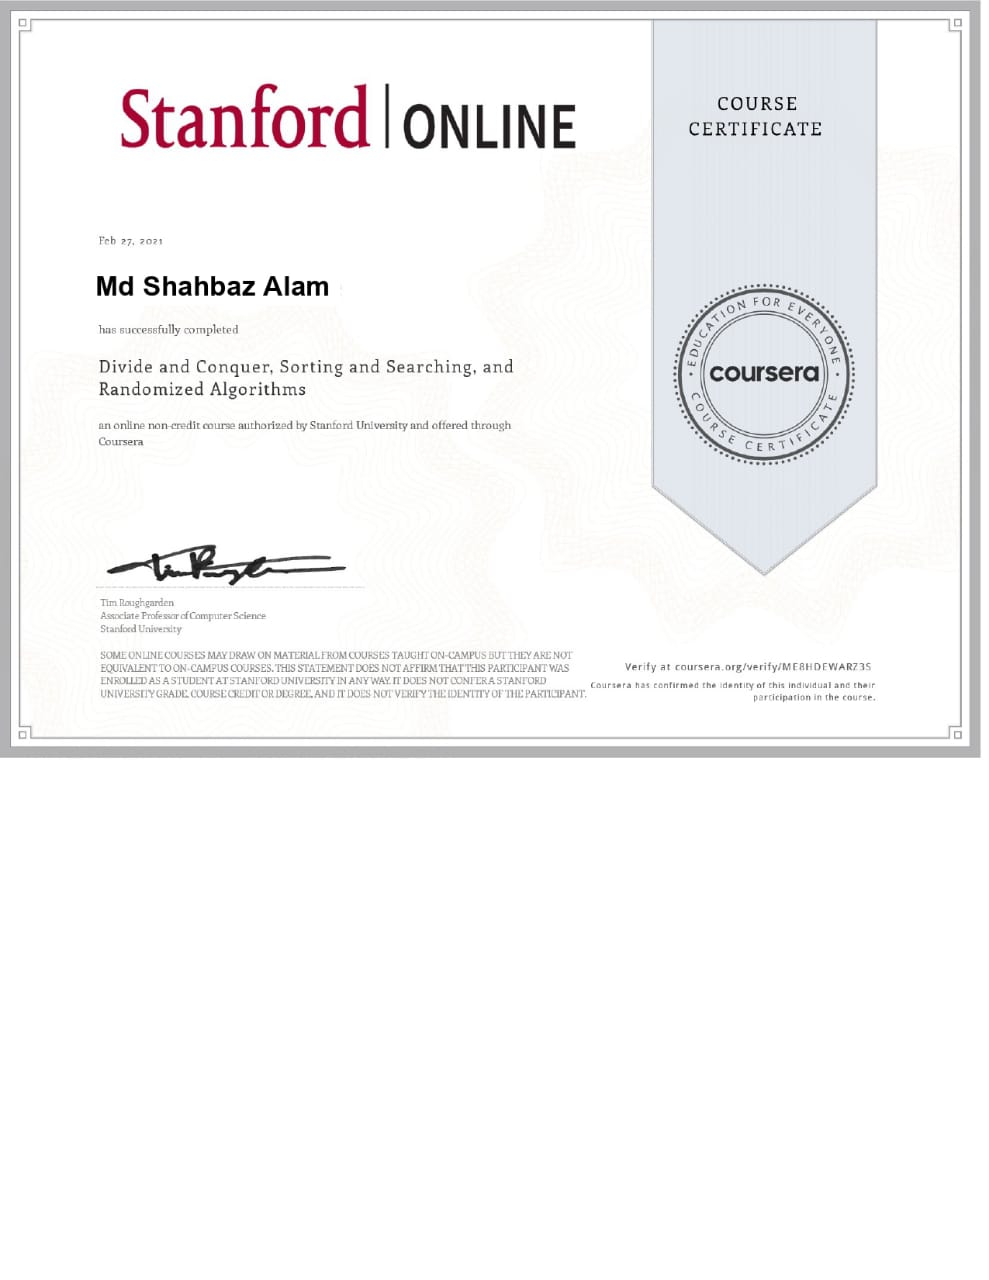 Stanford | ONLINE
COURSE
CERTIFICATE
Feb 27, 2021
Md Shahbaz Alam
has successfully completed
Divide and Conquer, Sorting and Searching, and
Randomized Algorithms
an online non-credit course authorized by Stanford University and offered through
Coursera
EDUCATION FOR EVERYONE
coursera
COURSE CERTIFICATE
Tim Roughgarden
Associate Professor of Computer Science
Stanford University
SOME ONLINE COURSES MAY DRAW ON MATERIAL FROM COURSES TAUGHT ON-CAMPUS BUT THEY ARE NOT
EQUIVALENT TO ON-CAMPUS COURSES. THIS STATEMENT DOES NOT AFFIRM THAT THIS PARTICIPANT WAS
ENROLLED AS A STUDENT AT STANFORD UNIVERSITY IN ANY WAY. IT DOES NOT CONFER A STANFORD
UNIVERSITY GRADE, COURSE CREDIT OR DEGREE, AND IT DOES NOT VERIFY THE IDENTITY OF THE PARTICIPANT.
Verify at coursera.org/verify/ME8HDEWARZ3S
Coursera has confirmed the identity of this individual and their
participation in the course.